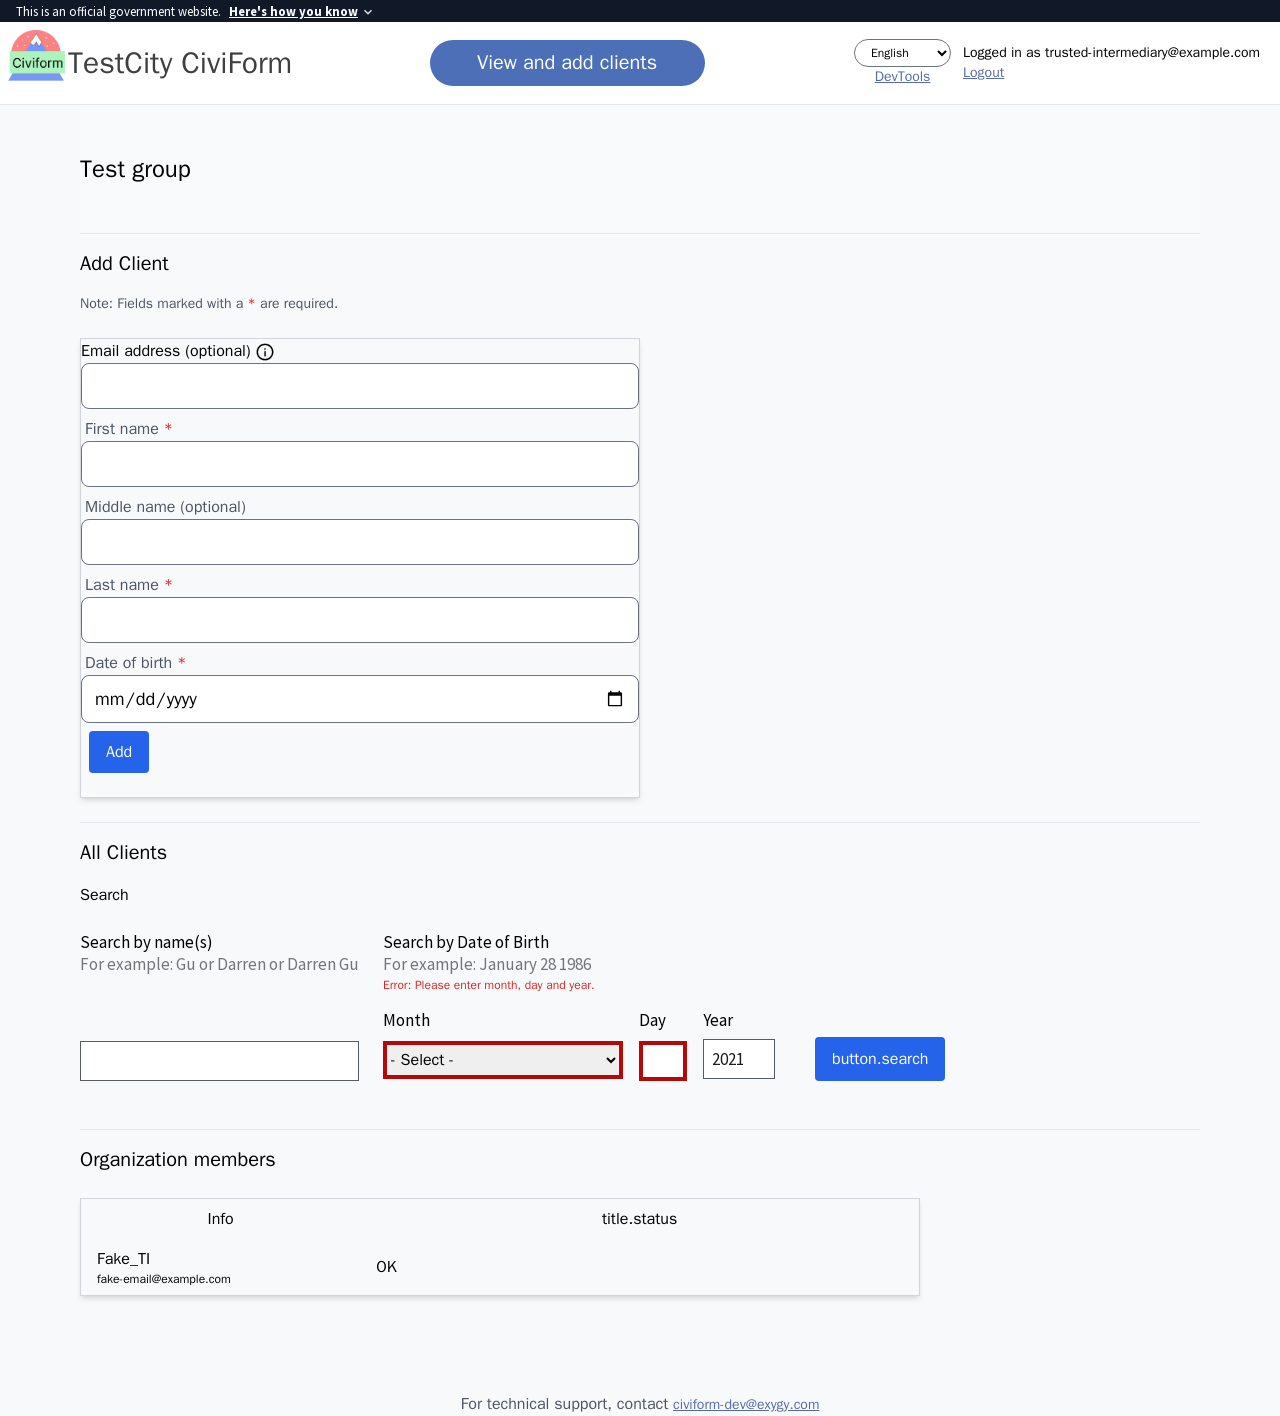 This is an official government website. Here's how you know
Civiform
TestCity CiviForm
View and add clients
English
DevTools
Logged in as trusted-intermediary@example.com
Logout
Test group
Add Client
Note: Fields marked with a * are required.
Email address (optional)
First name *
Middle name (optional)
Last name *
Date of birth *
mm/dd/yyyy
Add
All Clients
Search
Search by name(s)
For example: Gu or Darren or Darren Gu
Search by Date of Birth
For example: January 28 1986
Error: Please enter month, day and year.
Month Day Year
- Select - 2021 button.search
Organization members
Info title.status
Fake_TI
fake-email@example.com
OK
For technical support, contact civiform-dev@exygy.com